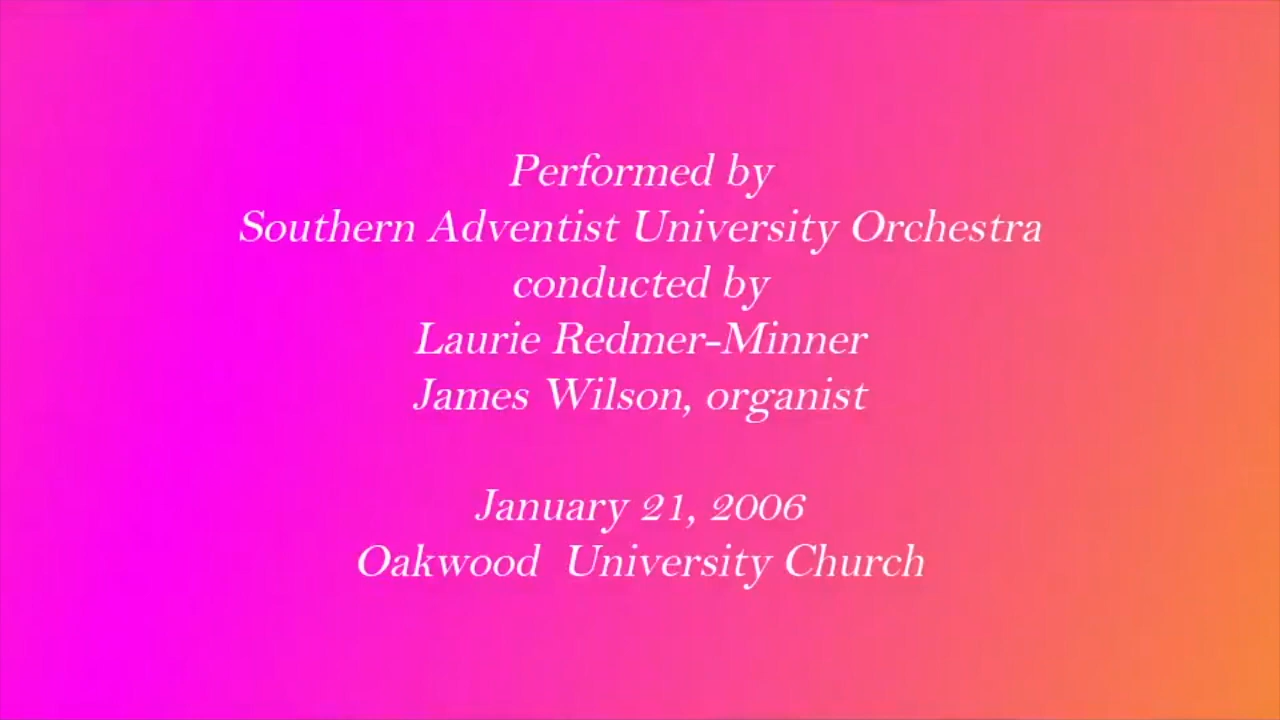 Performed by
Southern Adventist University Orchestra
conducted by
Laurie Redmer-Minner
James Wilson, organist
January 21, 2006
Oakwood University Church